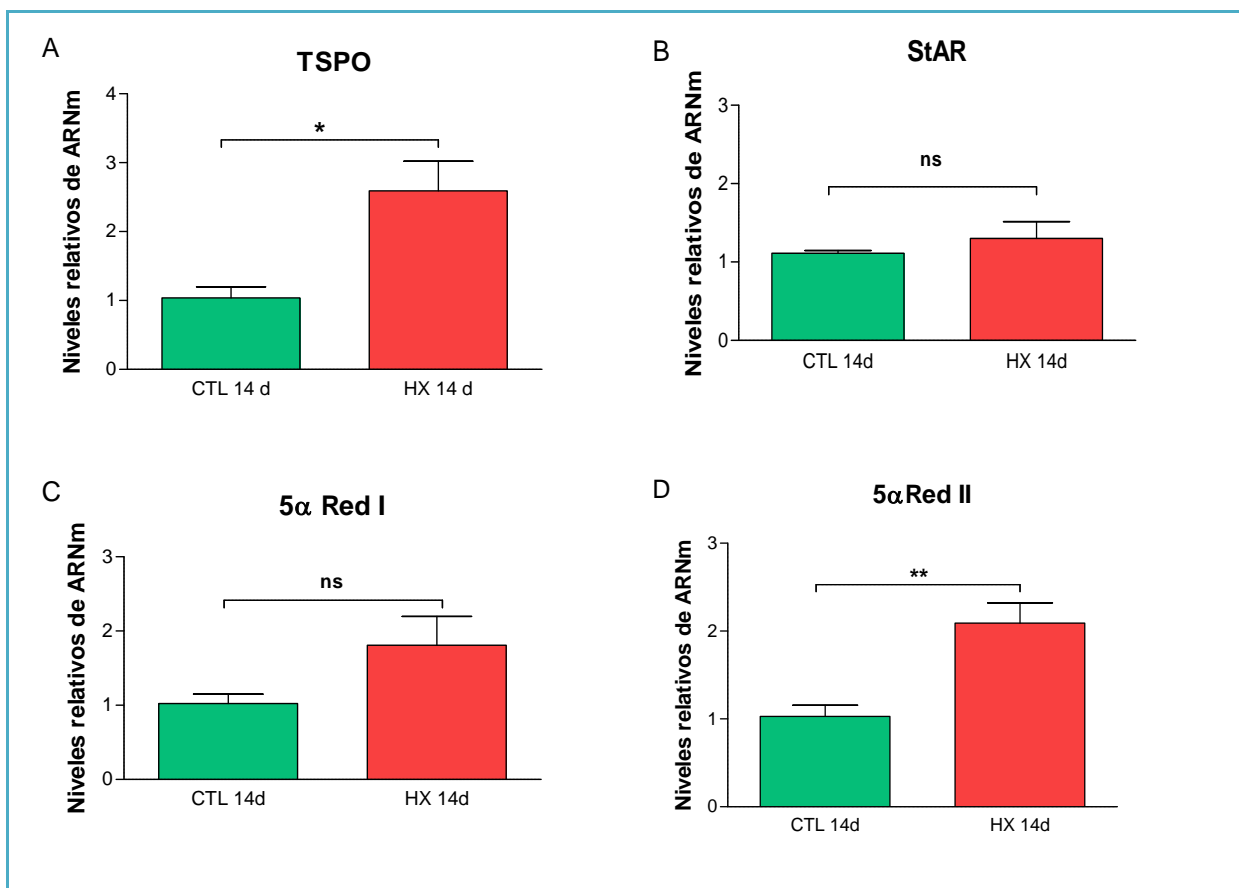 A
TSPO
Niveles relativos de ARNm
4
3
2
1
0
*
CTL 14 d
HX 14 d
B
StAR
Niveles relativos de ARNm
3
2
1
0
ns
CTL 14d
HX 14d
C
5α Red I
Niveles relativos de ARNm
3
2
1
0
ns
CTL 14d
HX 14d
D
5αRed II
Niveles relativos de ARNm
3
2
1
0
**
CTL 14d
HX 14d